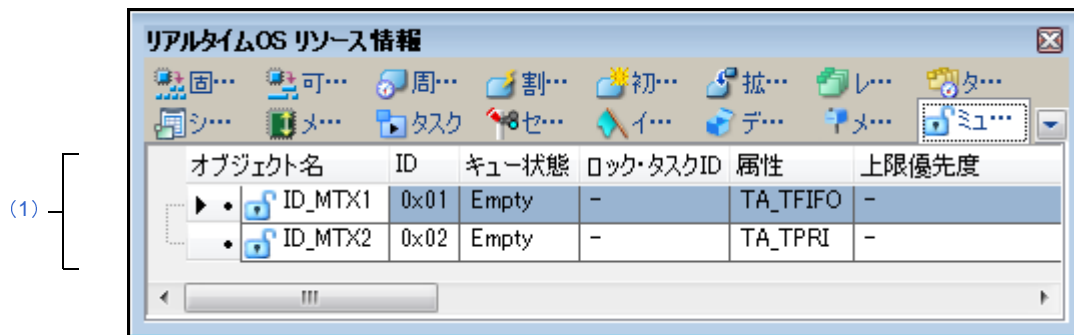 リアルタイムOS リソース情報
固… 可… 周… 割… 初… 拡… レ… タ…
シ… メ… タスク セ… イ… デ… メ… ミュ…
オブジェクト名 ID キュー状態 ロック・タスクID 属性 上限優先度
(1)
ID_MTX1 0x01 Empty - TA_TFIFO -
ID_MTX2 0x02 Empty - TA_TPRI -